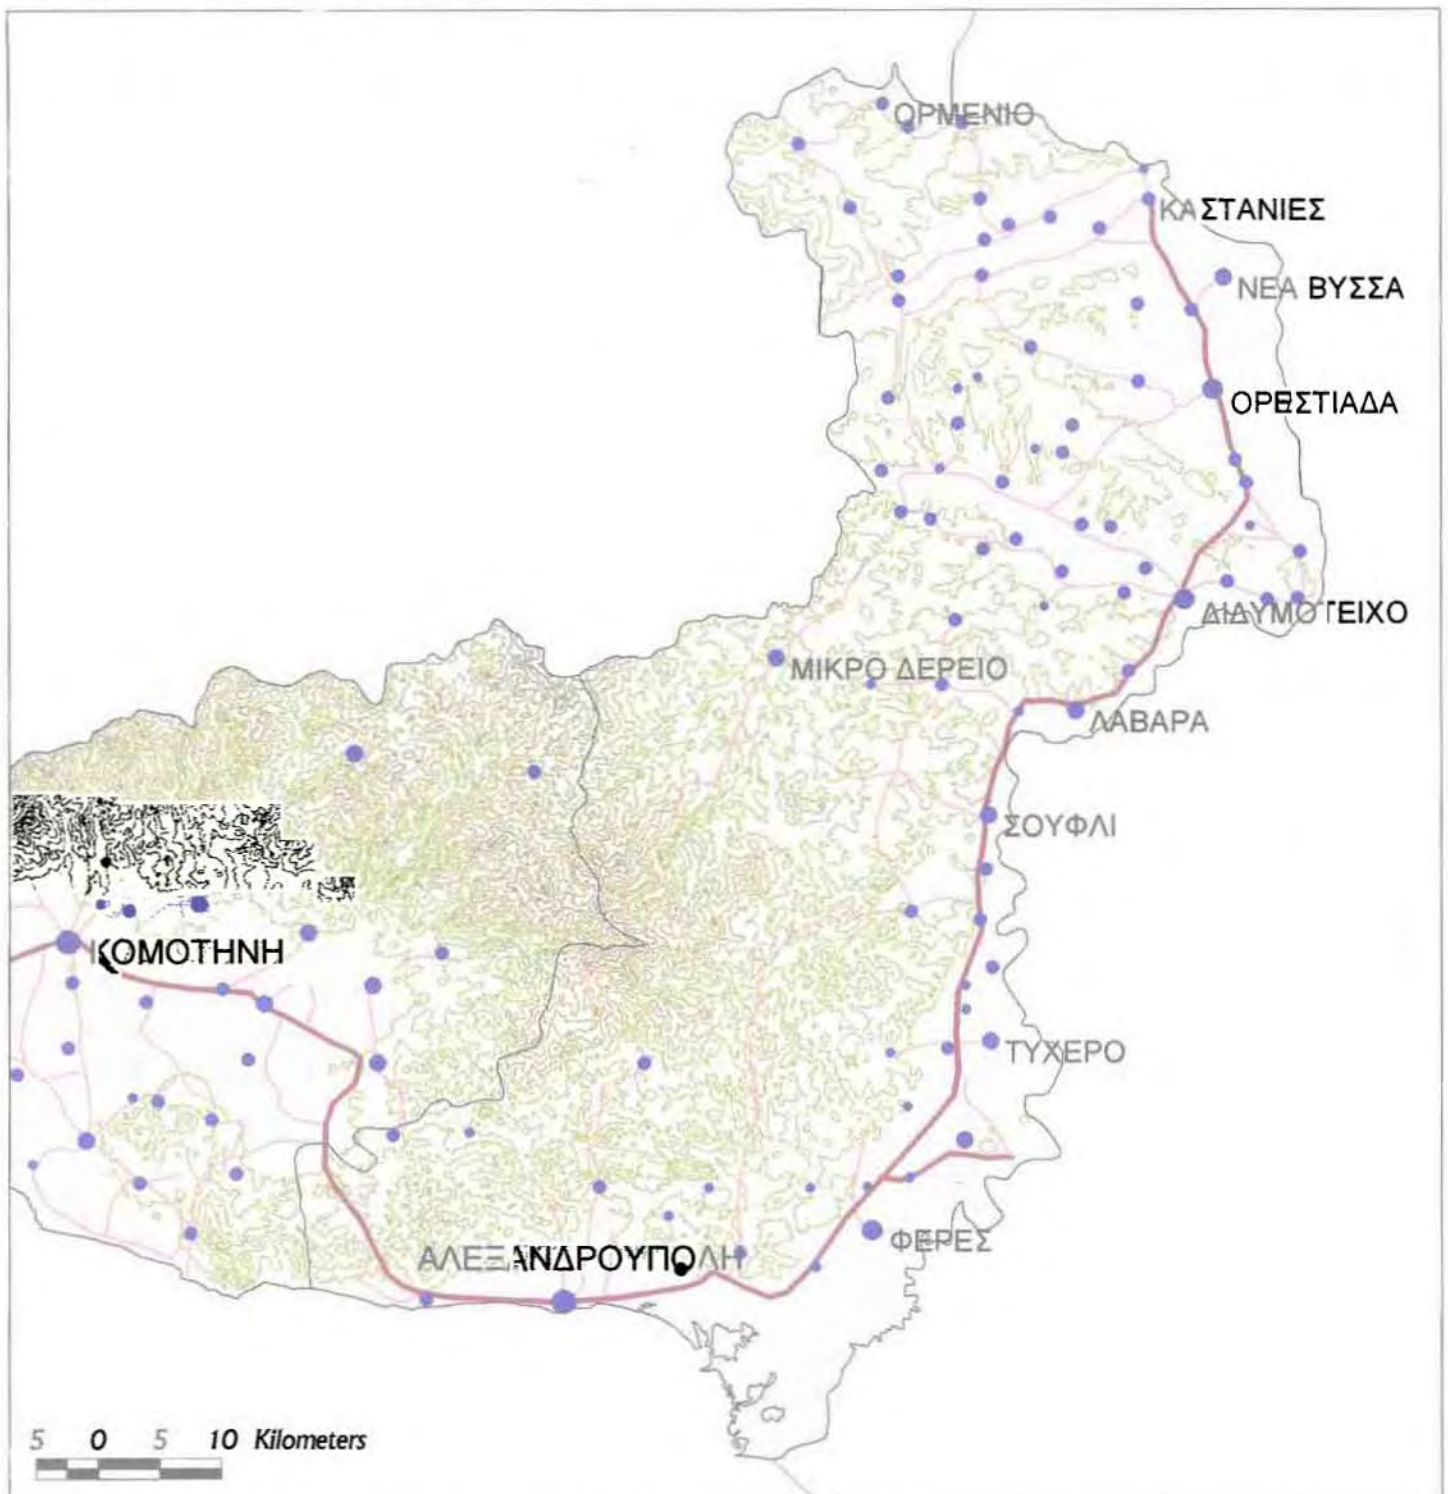 ΟΡΜΕΝΙΟ
ΚΑΣΤΑΝΙΕΣ
ΝΕΑ ΒΥΣΣΑ
ΟΡΕΣΤΙΑΔΑ
ΔΙΔΥΜΟΤΕΙΧΟ
ΜΙΚΡΟ ΔΕΡΕΙΟ
ΛΑΒΑΡΑ
ΣΟΥΦΛΙ
ΚΟΜΟΤΗΝΗ
ΤΥΧΕΡΟ
ΦΕΡΕΣ
ΑΛΕΞΑΝΔΡΟΥΠΟΛΗ
5 0 5 10 Kilometers